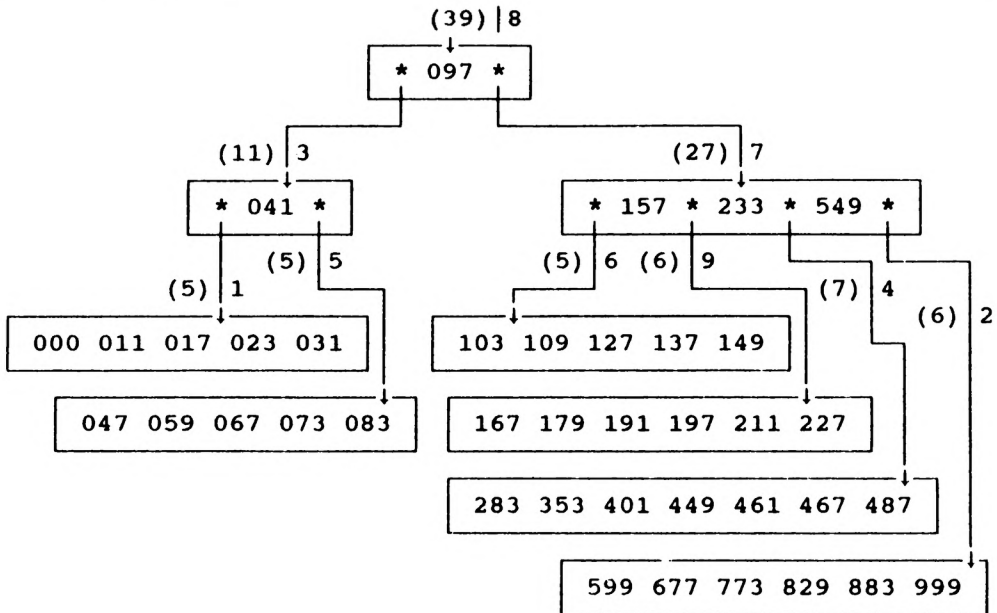 (39) 8
* 097 *
(11) 3 (27) 7
* 041 * * 157 * 233 * 549 *
(5) 5 (5) 6 (6) 9
(5) 1 (7) 4
(6) 2
000 011 017 023 031 103 109 127 137 149
047 059 067 073 083 167 179 191 197 211 227
283 353 401 449 461 467 487
599 677 773 829 883 999